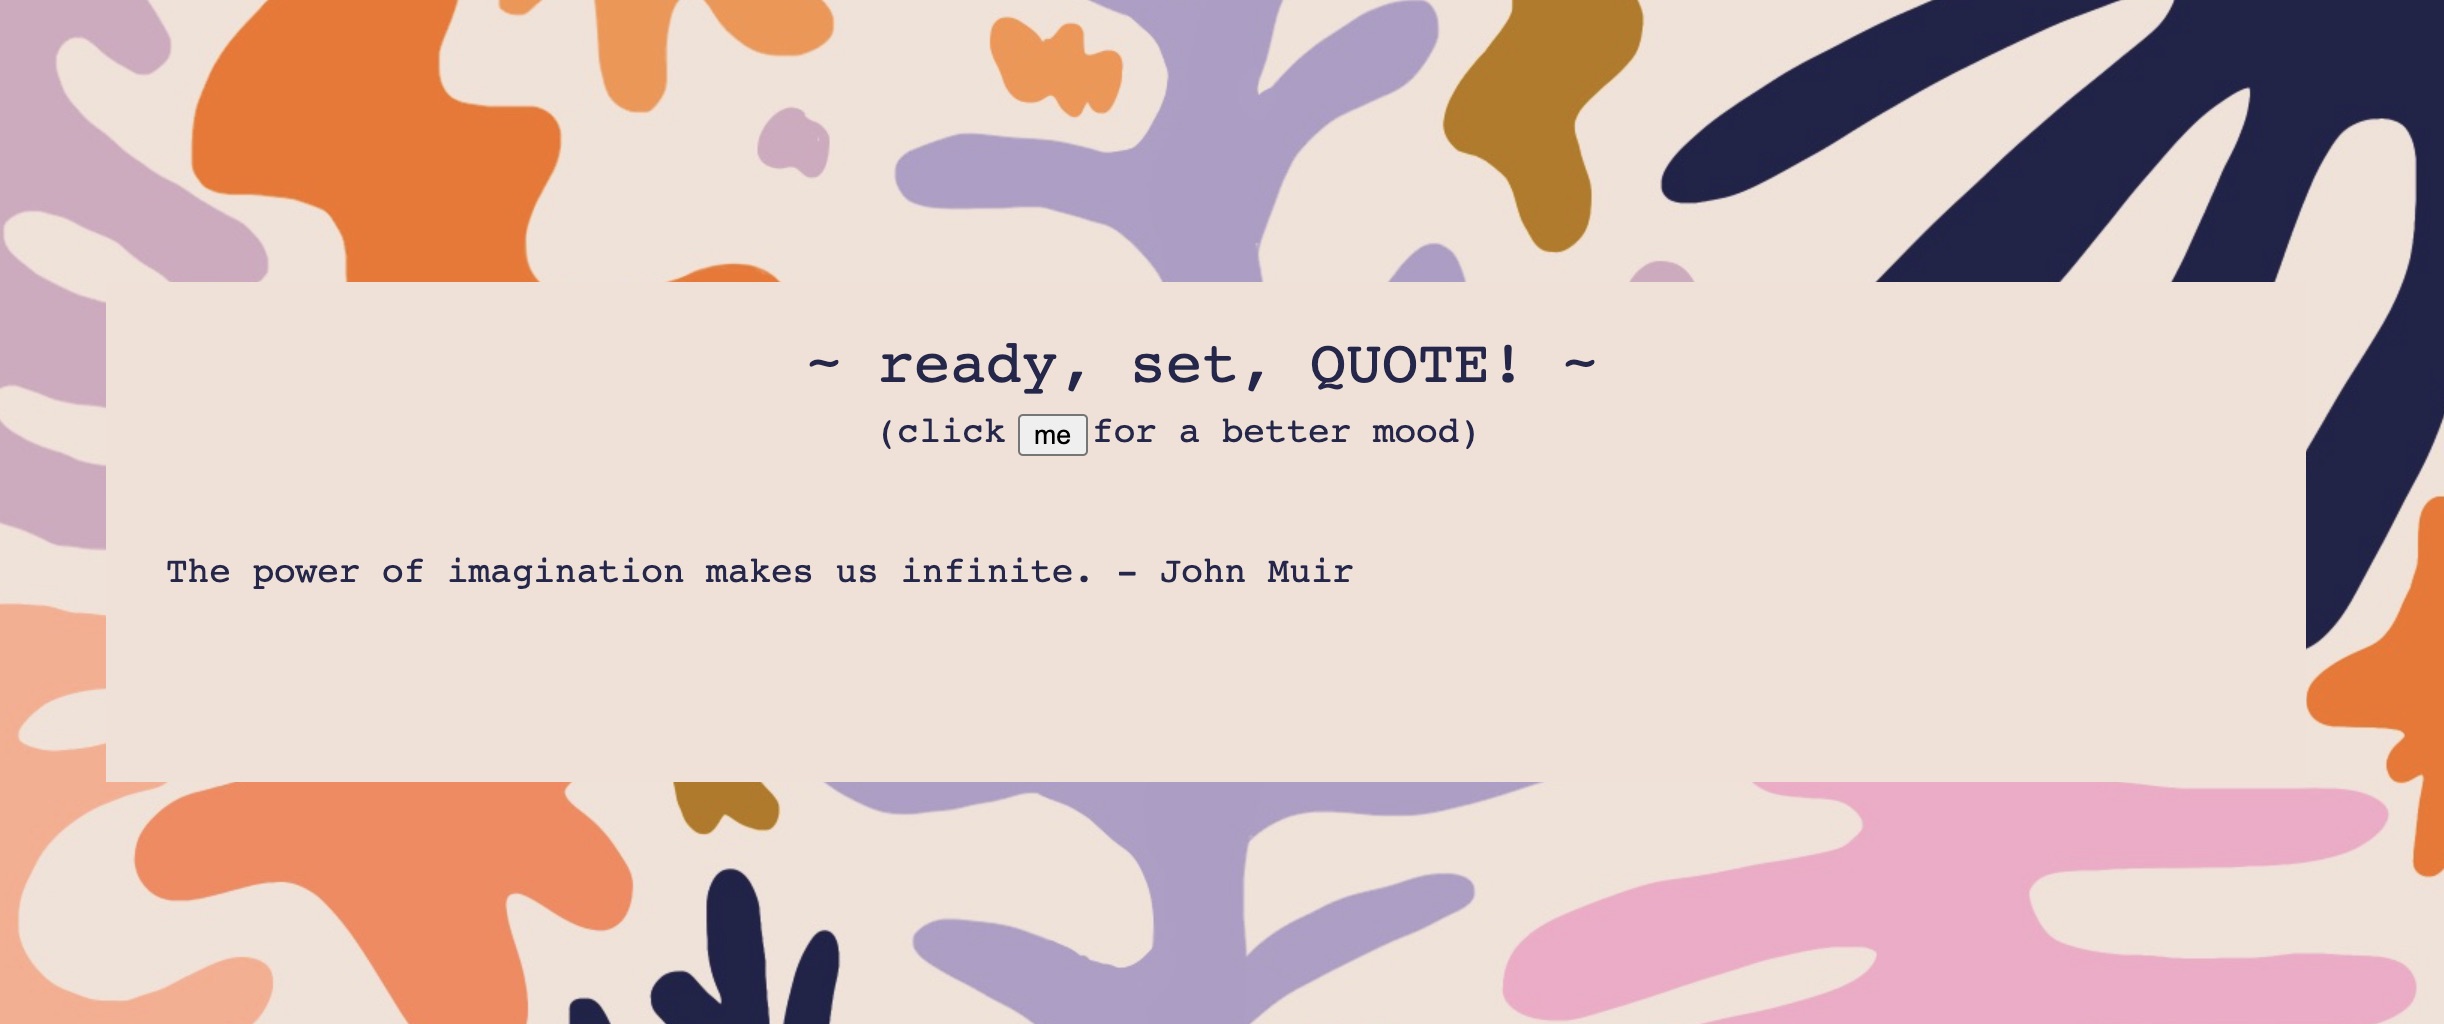 ~ ready, set, QUOTE! ~
(click me for a better mood)
The power of imagination makes us infinite. - John Muir